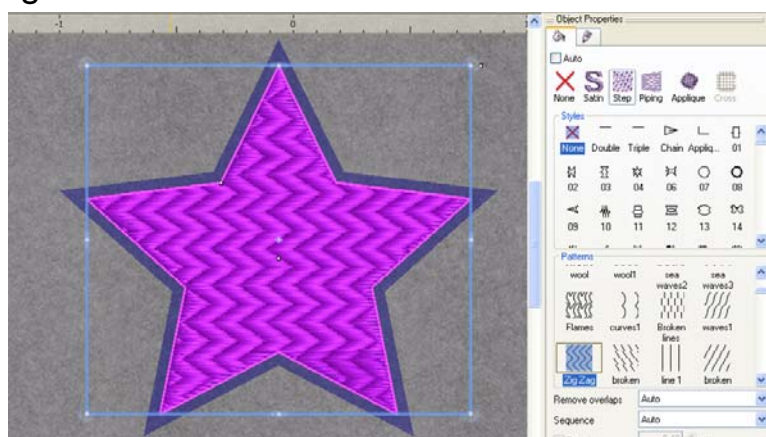 -1 0 1
Object Properties
Auto
None Satin Step Piping Applique Cross
Styles
None Double Triple Chain Appliq... 01
02 03 04 06 07 08
09 10 11 12 13 14
Patterns
wool wool1 sea waves2 sea waves3
Flames curves1 Broken lines waves1
Zig Zag broken line 1 broken
Remove overlaps Auto
Sequence Auto